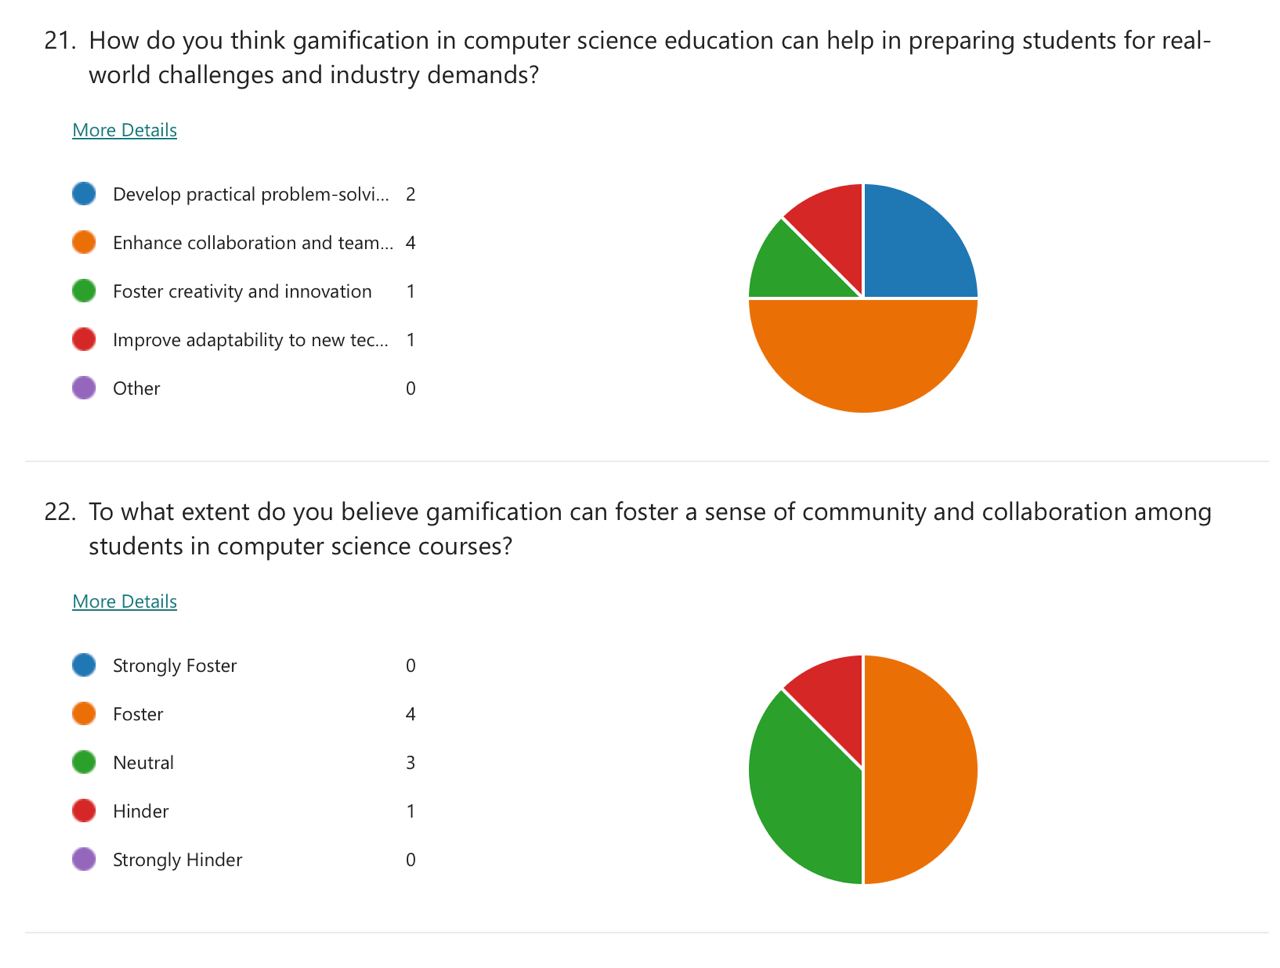 21. How do you think gamification in computer science education can help in preparing students for real-
world challenges and industry demands?
More Details
Develop practical problem-solvi... 2
Enhance collaboration and team... 4
Foster creativity and innovation 1
Improve adaptability to new tec... 1
Other 0
22. To what extent do you believe gamification can foster a sense of community and collaboration among
students in computer science courses?
More Details
Strongly Foster 0
Foster 4
Neutral 3
Hinder 1
Strongly Hinder 0